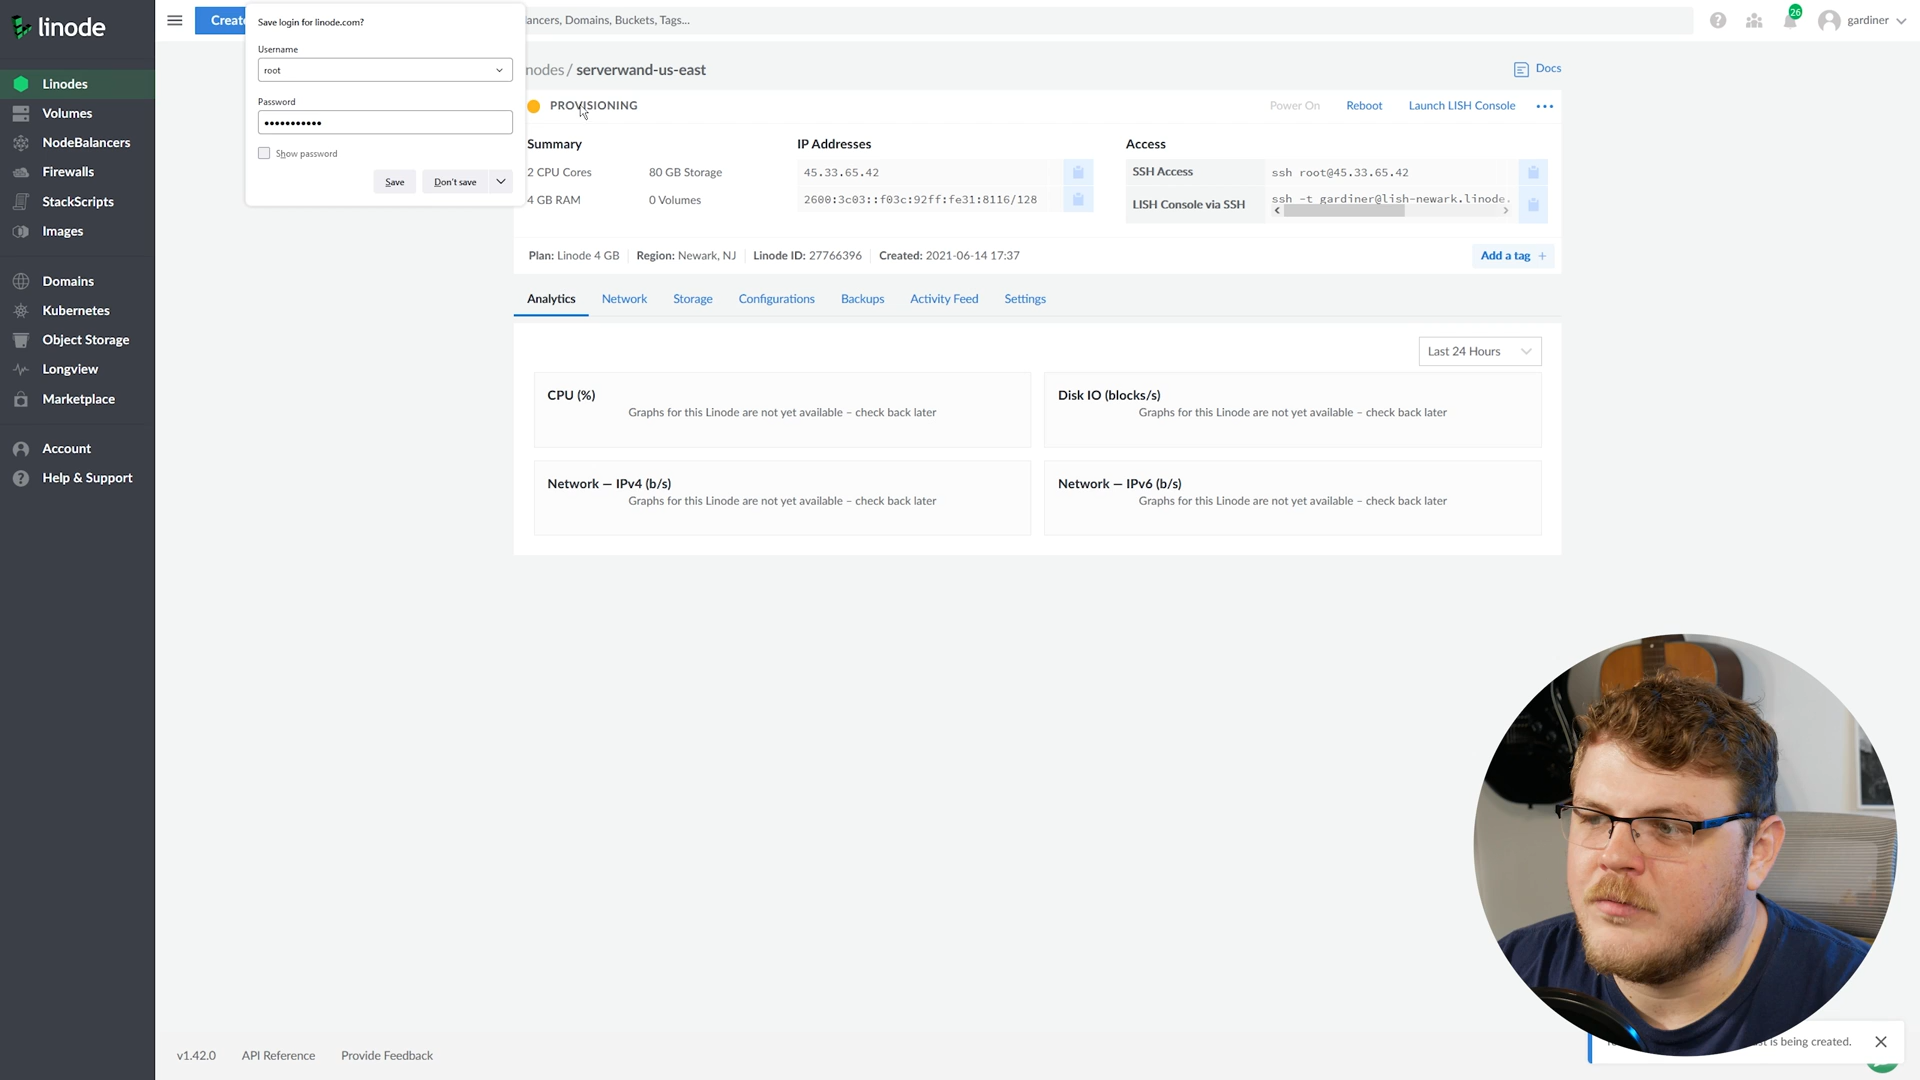 linode
Linodes
Volumes
NodeBalancers
Firewalls
StackScripts
Images
Domains
Kubernetes
Object Storage
Longview
Marketplace
Account
Help & Support
Create
ancers, Domains, Buckets, Tags...
26
gardiner
Save login for linode.com?
Username
root
Password
•••••••••••
Show password
Save
Don't save
nodes / serverwand-us-east
Docs
PROVISIONING
Power On
Reboot
Launch LISH Console
Summary
2 CPU Cores
80 GB Storage
4 GB RAM
0 Volumes
IP Addresses
45.33.65.42
2600:3c03::f03c:92ff:fe31:8116/128
Access
SSH Access
ssh root@45.33.65.42
LISH Console via SSH
ssh -t gardiner@lish-newark.linode.
Plan: Linode 4 GB
Region: Newark, NJ
Linode ID: 27766396
Created: 2021-06-14 17:37
Add a tag +
Analytics
Network
Storage
Configurations
Backups
Activity Feed
Settings
Last 24 Hours
CPU (%)
Graphs for this Linode are not yet available – check back later
Disk IO (blocks/s)
Graphs for this Linode are not yet available – check back later
Network — IPv4 (b/s)
Graphs for this Linode are not yet available – check back later
Network — IPv6 (b/s)
Graphs for this Linode are not yet available – check back later
v1.42.0
API Reference
Provide Feedback
is being created.